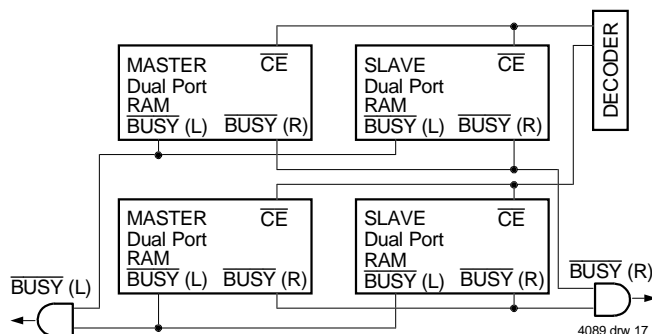 MASTER
Dual Port
RAM
BUSY (L)
CE
BUSY (R)
SLAVE
Dual Port
RAM
BUSY (L)
CE
BUSY (R)
DECODER
MASTER
Dual Port
RAM
BUSY (L)
CE
BUSY (R)
SLAVE
Dual Port
RAM
BUSY (L)
CE
BUSY (R)
BUSY (L)
BUSY (R)
4089 drw 17